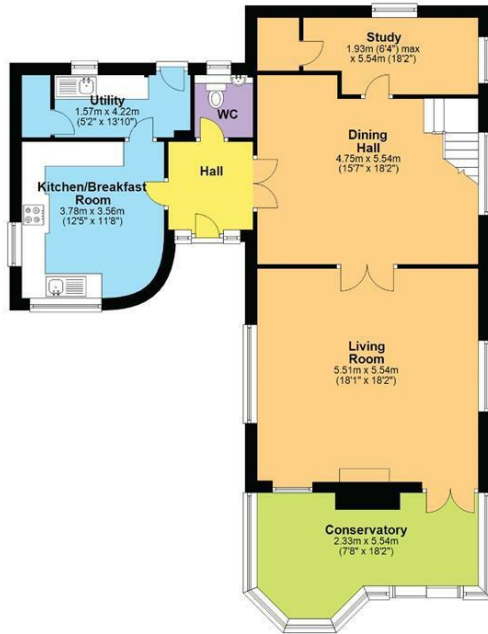 Study
1.93m (6'4") max
x 5.54m (18'2")
Utility
1.57m x 4.22m
(5'2" x 13'10")
WC
Dining
Hall
4.75m x 5.54m
(15'7" x 18'2")
Hall
Kitchen/Breakfast
Room
3.78m x 3.56m
(12'5" x 11'8")
Living
Room
5.51m x 5.54m
(18'1" x 18'2")
Conservatory
2.33m x 5.54m
(7'8" x 18'2")